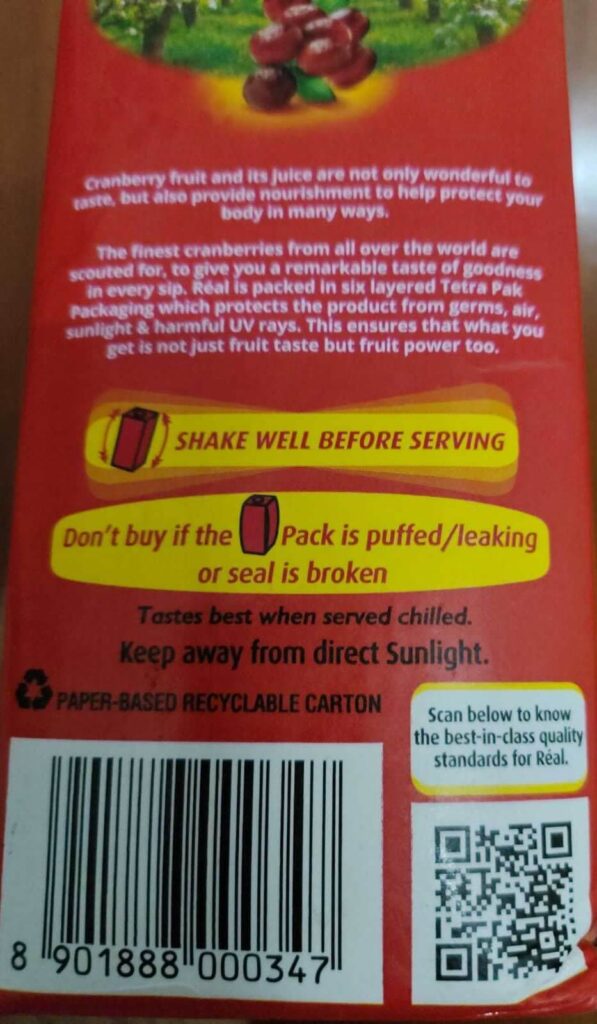 Cranberry fruit and its juice are not only wonderful to
taste, but also provide nourishment to help protect your
body in many ways.
The finest cranberries from all over the world are
scouted for, to give you a remarkable taste of goodness
in every sip. Réal is packed in six layered Tetra Pak
Packaging which protects the product from germs, air,
sunlight & harmful UV rays. This ensures that what you
get is not just fruit taste but fruit power too.
SHAKE WELL BEFORE SERVING
Don't buy if the Pack is puffed/leaking
or seal is broken
Tastes best when served chilled.
Keep away from direct Sunlight.
PAPER-BASED RECYCLABLE CARTON
Scan below to know
the best-in-class quality
standards for Réal.
8 901888 000347